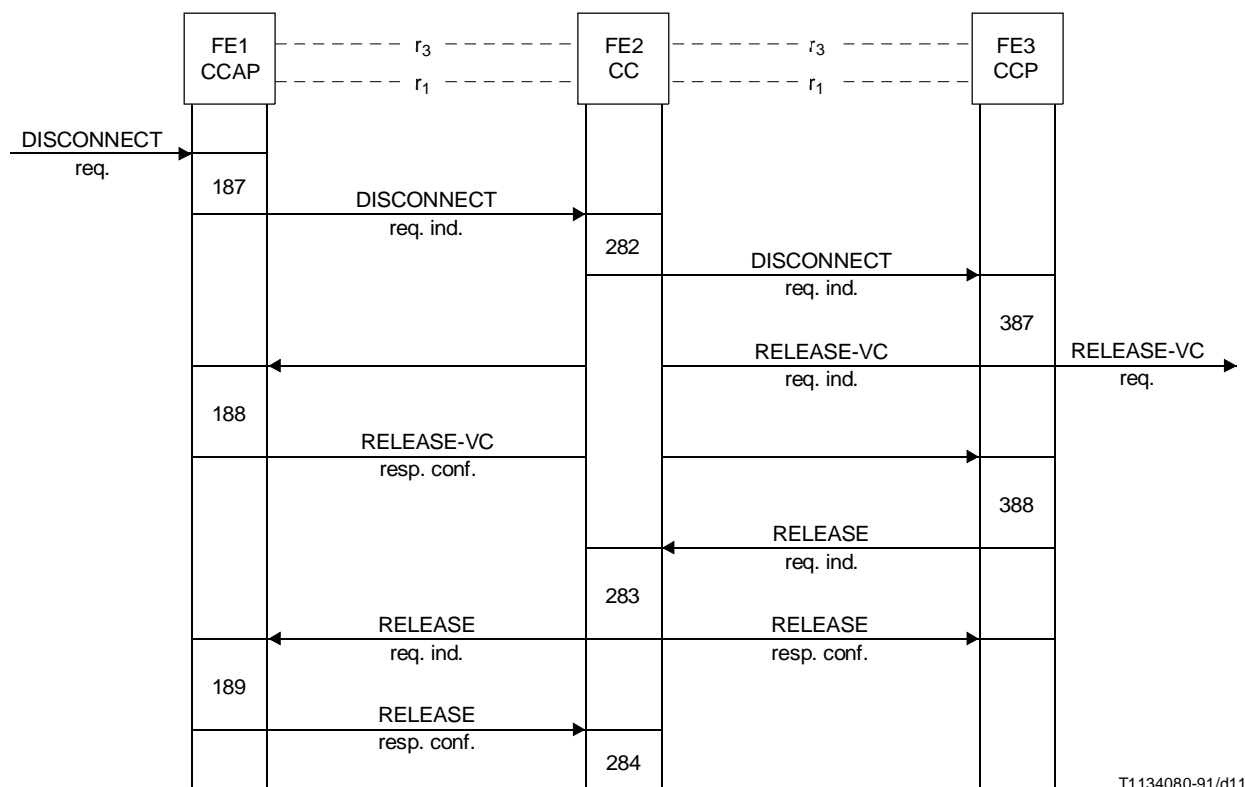 FE1
CCAP
r3
r1
FE2
CC
r3
r1
FE3
CCP
DISCONNECT
req.
187
DISCONNECT
req. ind.
282
DISCONNECT
req. ind.
387
RELEASE-VC
req. ind.
RELEASE-VC
req.
188
RELEASE-VC
resp. conf.
388
RELEASE
req. ind.
283
RELEASE
req. ind.
RELEASE
resp. conf.
189
RELEASE
resp. conf.
284
T1134080-91/d11